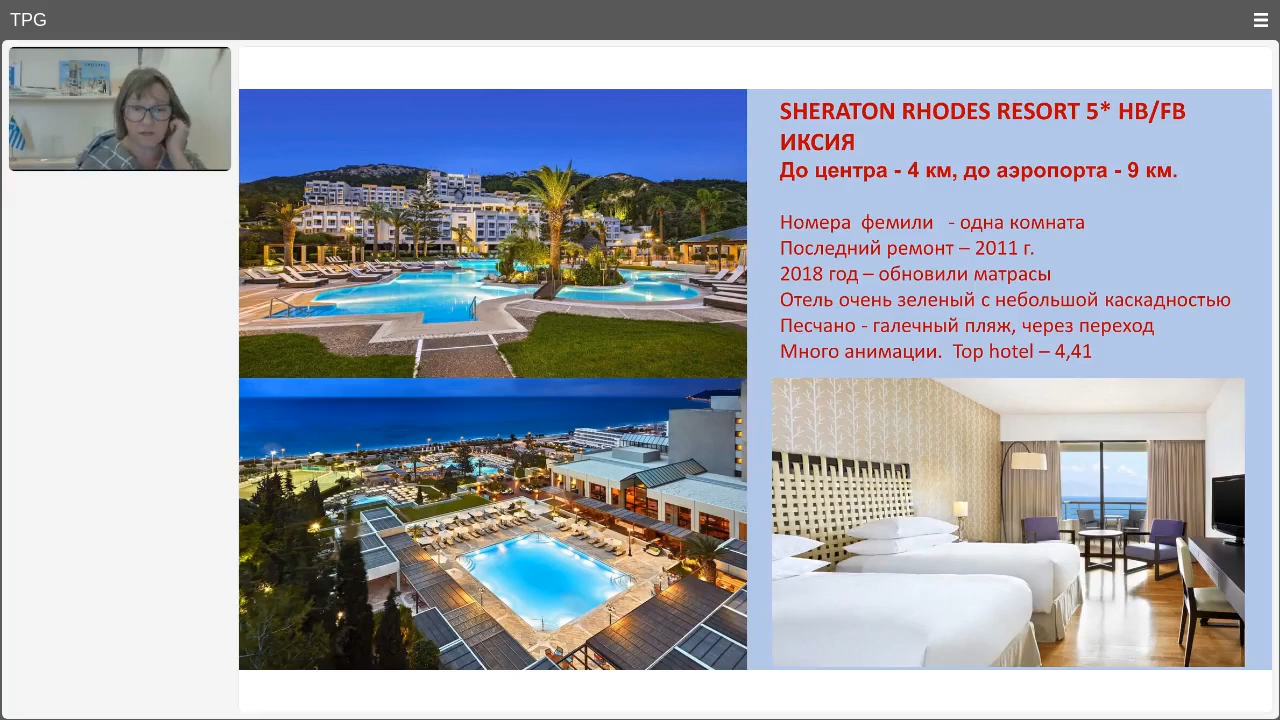 TPG
SHERATON RHODES RESORT 5* HB/FB
ИКСИЯ
До центра - 4 км, до аэропорта - 9 км.
Номера фемили - одна комната
Последний ремонт – 2011 г.
2018 год – обновили матрасы
Отель очень зеленый с небольшой каскадностью
Песчано - галечный пляж, через переход
Много анимации. Top hotel – 4,41